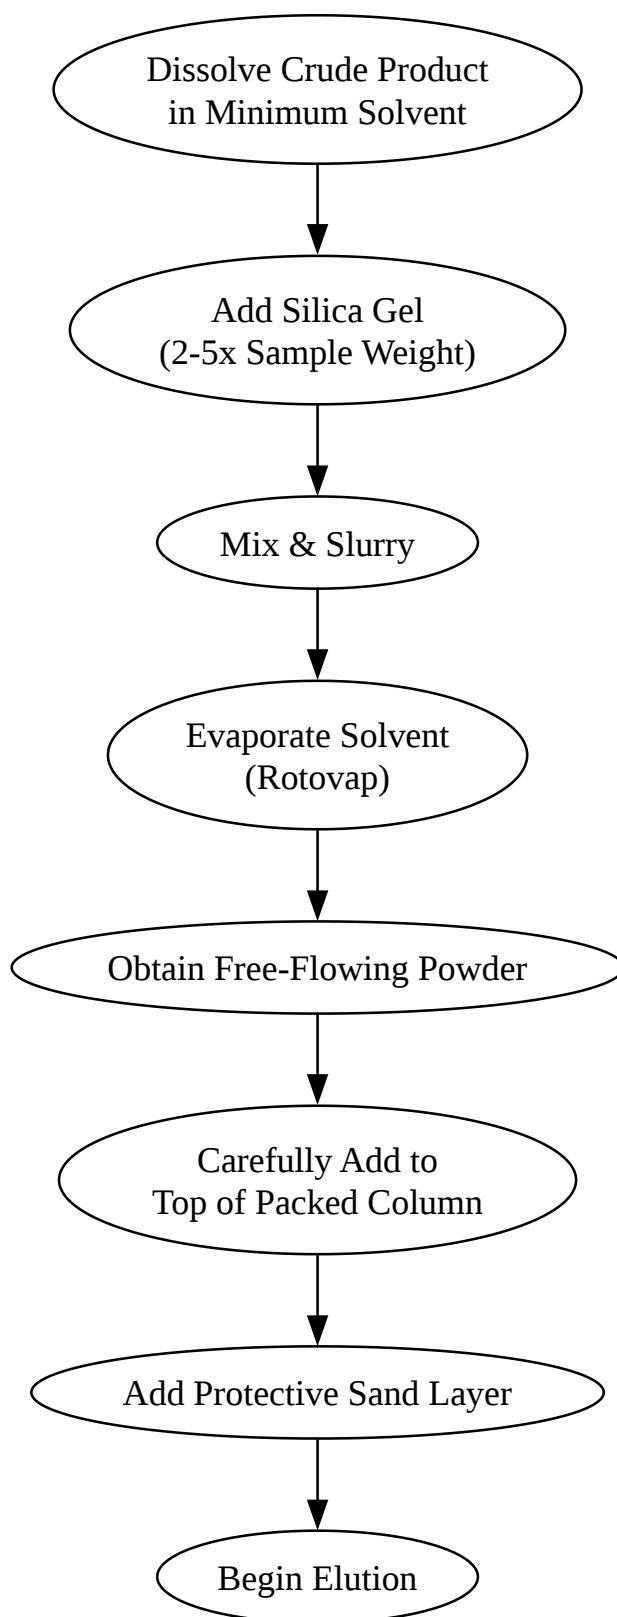 Dissolve Crude Product
in Minimum Solvent
Add Silica Gel
(2-5x Sample Weight)
Mix & Slurry
Evaporate Solvent
(Rotovap)
Obtain Free-Flowing Powder
Carefully Add to
Top of Packed Column
Add Protective Sand Layer
Begin Elution